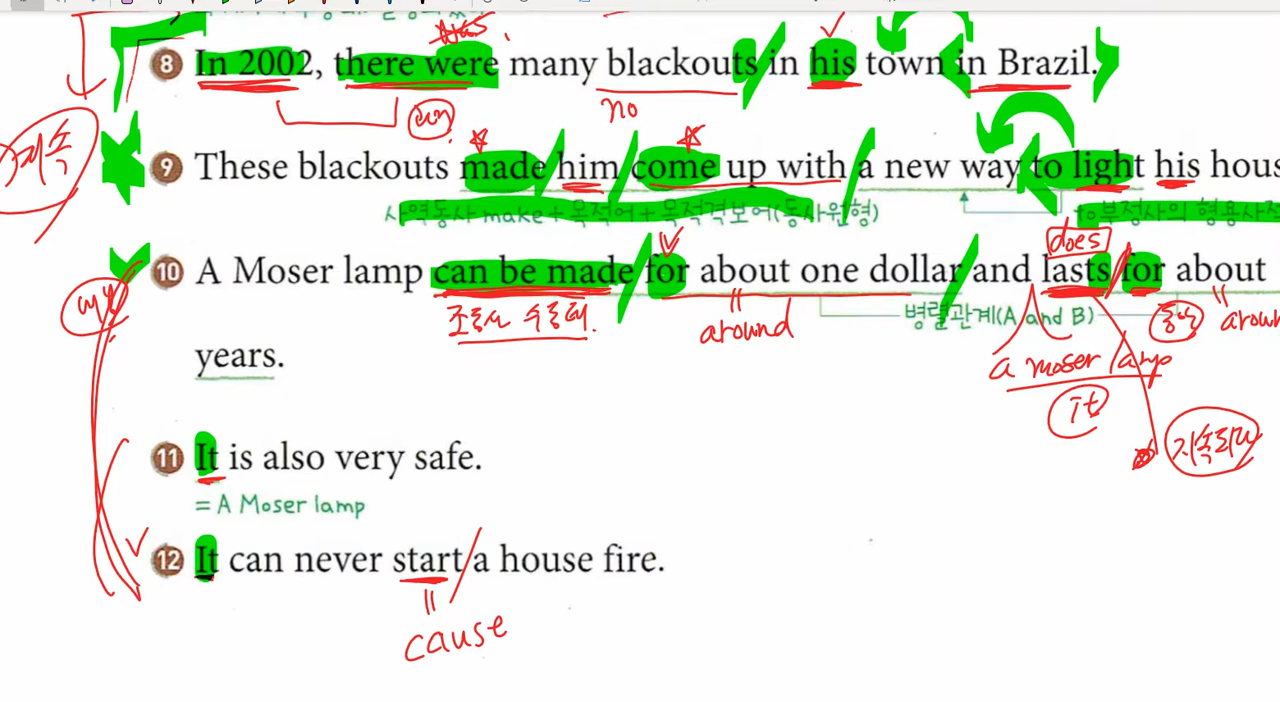 ⑧ In 2002, there were many blackouts in his town in Brazil.
no
⑨ These blackouts made him come up with a new way to light his hous
사역동사 make + 목적어 + 목적격보어(동사원형)
to부정사의 형용사적
does
⑩ A Moser lamp can be made for about one dollar and lasts for about
조동사 수동태.
around
병렬관계(A and B)
동안
aroun
years.
a moser lamp
it
지속되다
⑪ It is also very safe.
= A Moser lamp
⑫ It can never start a house fire.
cause